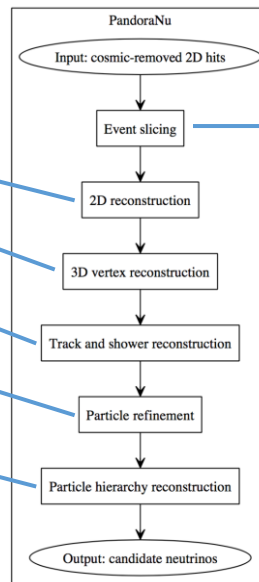 PandoraNu
Input: cosmic-removed 2D hits
Event slicing
2D reconstruction
3D vertex reconstruction
Track and shower reconstruction
Particle refinement
Particle hierarchy reconstruction
Output: candidate neutrinos